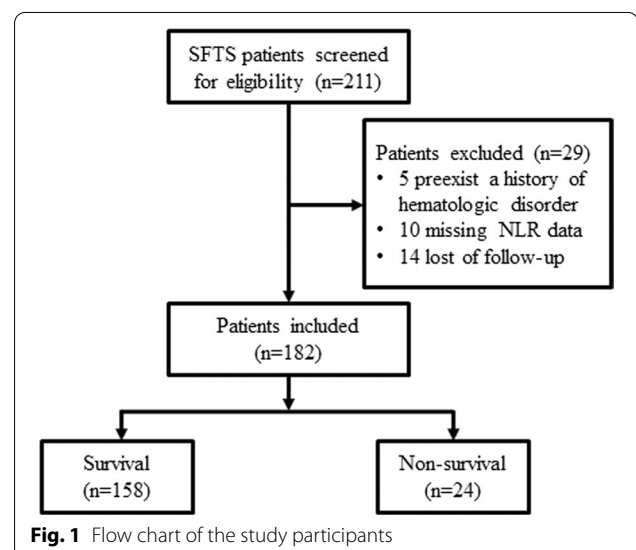 SFTS patients screened
for eligibility (n=211)
Patients excluded (n=29)
• 5 preexist a history of
hematologic disorder
• 10 missing NLR data
• 14 lost of follow-up
Patients included
(n=182)
Survival
(n=158)
Non-survival
(n=24)
Fig. 1 Flow chart of the study participants